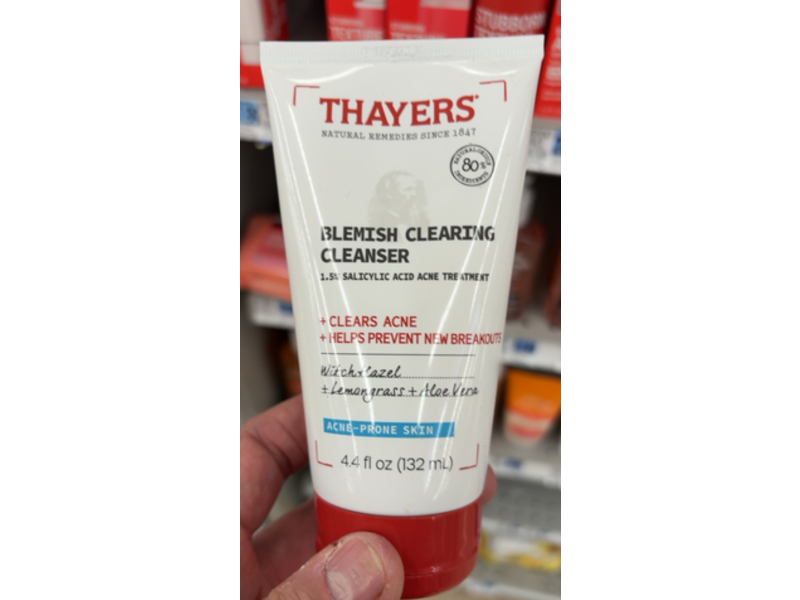 STUBBORN
THAYERS
NATURAL REMEDIES SINCE 1847
80%
BLEMISH CLEARING
CLEANSER
1.5% SALICYLIC ACID ACNE TREATMENT
+ CLEARS ACNE
+ HELPS PREVENT NEW BREAKOUTS
Witch Hazel
+ Lemongrass + Aloe Vera
ACNE-PRONE SKIN
4.4 fl oz (132 mL)